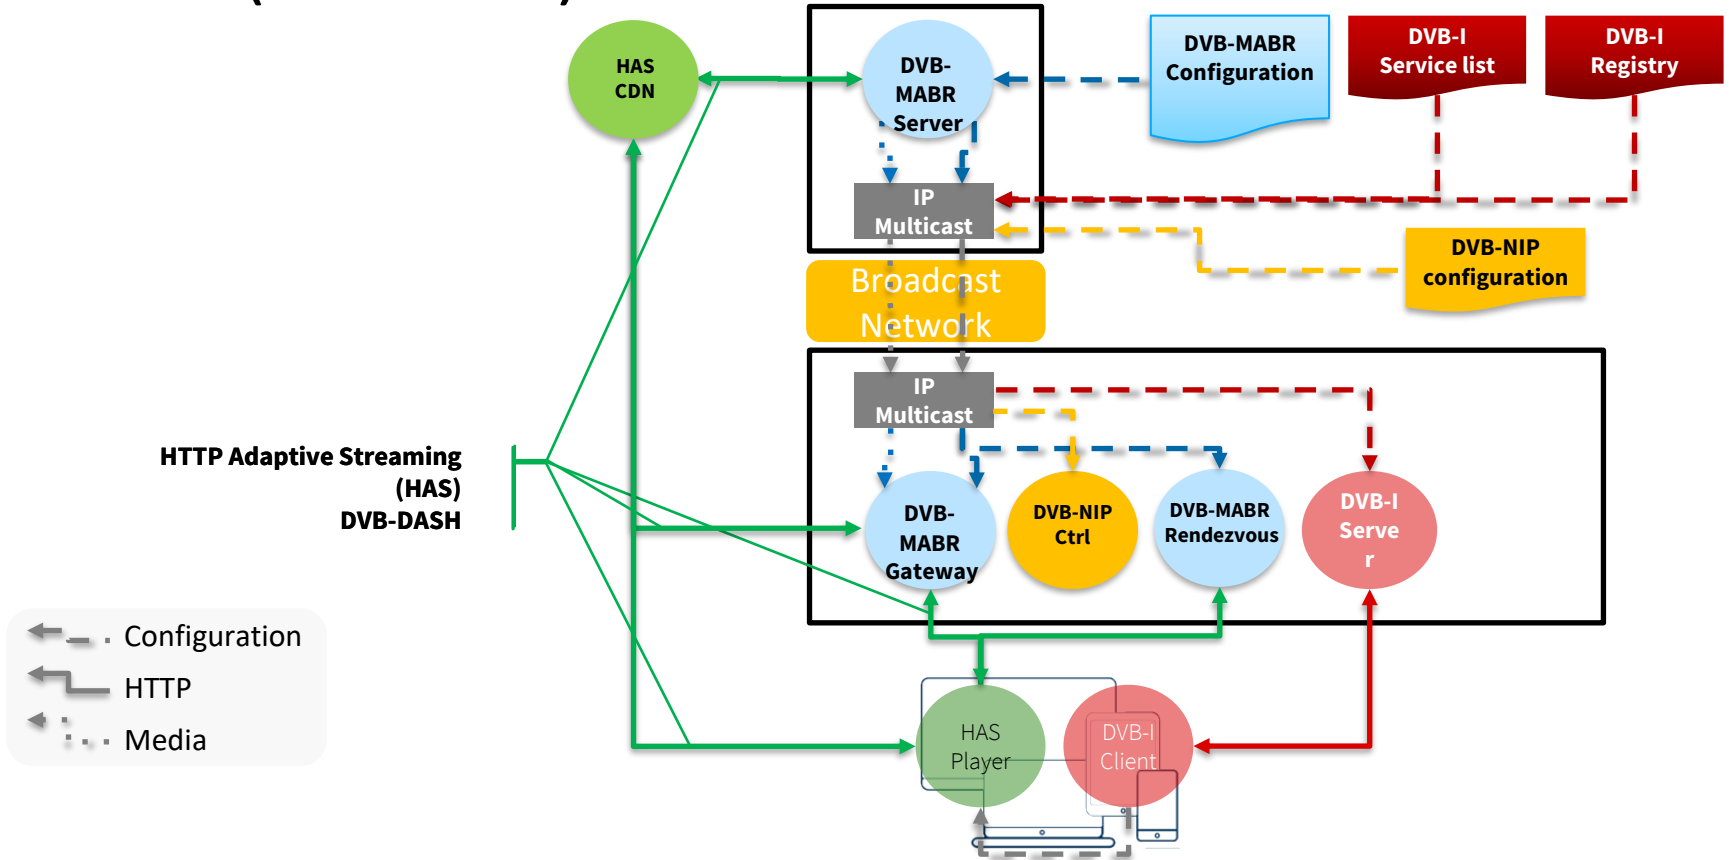 HAS
CDN
DVB-
MABR
Server
DVB-MABR
Configuration
DVB-I
Service list
DVB-I
Registry
IP
Multicast
DVB-NIP
configuration
Broadcast
Network
IP
Multicast
HTTP Adaptive Streaming
(HAS)
DVB-DASH
DVB-
MABR
Gateway
DVB-NIP
Ctrl
DVB-MABR
Rendezvous
DVB-I
Serve
r
Configuration
HTTP
Media
HAS
Player
DVB-I
Client